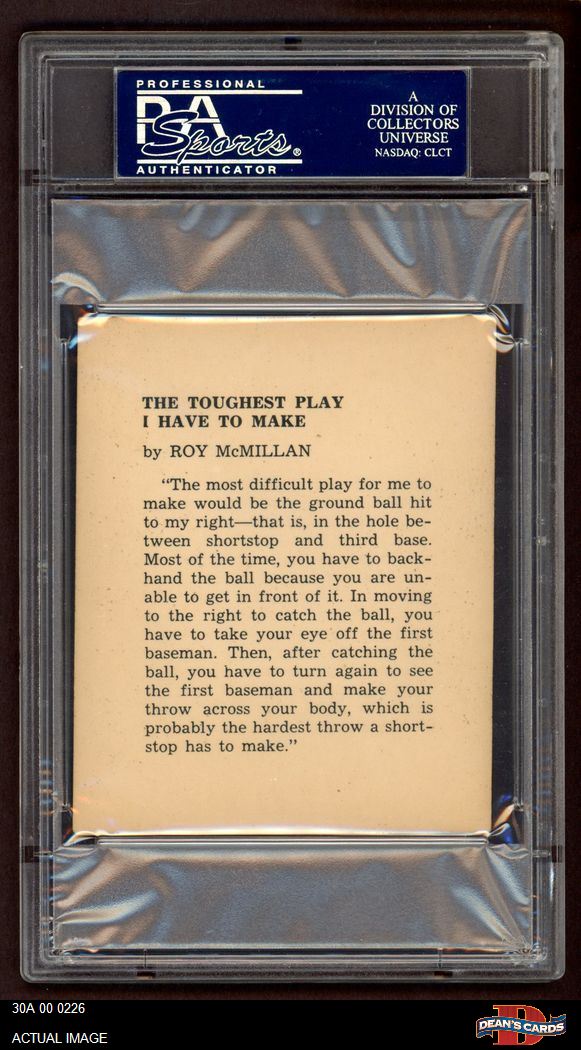 PROFESSIONAL
PSA
Sports®
AUTHENTICATOR
A
DIVISION OF
COLLECTORS
UNIVERSE
NASDAQ: CLCT
THE TOUGHEST PLAY
I HAVE TO MAKE
by ROY McMILLAN
"The most difficult play for me to
make would be the ground ball hit
to my right—that is, in the hole be-
tween shortstop and third base.
Most of the time, you have to back-
hand the ball because you are un-
able to get in front of it. In moving
to the right to catch the ball, you
have to take your eye off the first
baseman. Then, after catching the
ball, you have to turn again to see
the first baseman and make your
throw across your body, which is
probably the hardest throw a short-
stop has to make."
30A 00 0226
ACTUAL IMAGE
D
DEAN'S CARDS